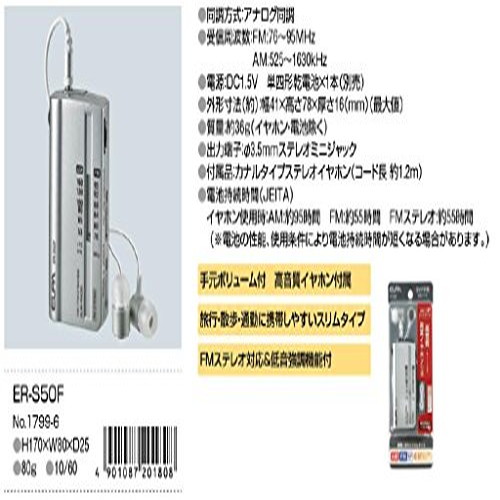 ●同調方式:アナログ同調
●受信周波数:FM:76~95MHz
AM:525~1630kHz
●電源:DC1.5V 単四形乾電池×1本(別売)
●外形寸法(約):幅41×高さ78×厚さ16(mm)(最大値)
●質量:約36g(イヤホン・電池除く)
●出力端子:φ3.5mmステレオミニジャック
●付属品:カナルタイプステレオイヤホン(コード長 約1.2m)
●電池持続時間(JEITA)
イヤホン使用時:AM:約95時間 FM:約55時間 FMステレオ:約55時間
(※電池の性能、使用条件により電池持続時間が短くなる場合があります。)
手元ボリューム付 高音質イヤホン付属
旅行・散歩・通勤に携帯しやすいスリムタイプ
FMステレオ対応&低音強調機能付
ELPA
ER-S50F
No.1799-6
●H170×W80×D25
●80g ●10/60
4 901087 201808